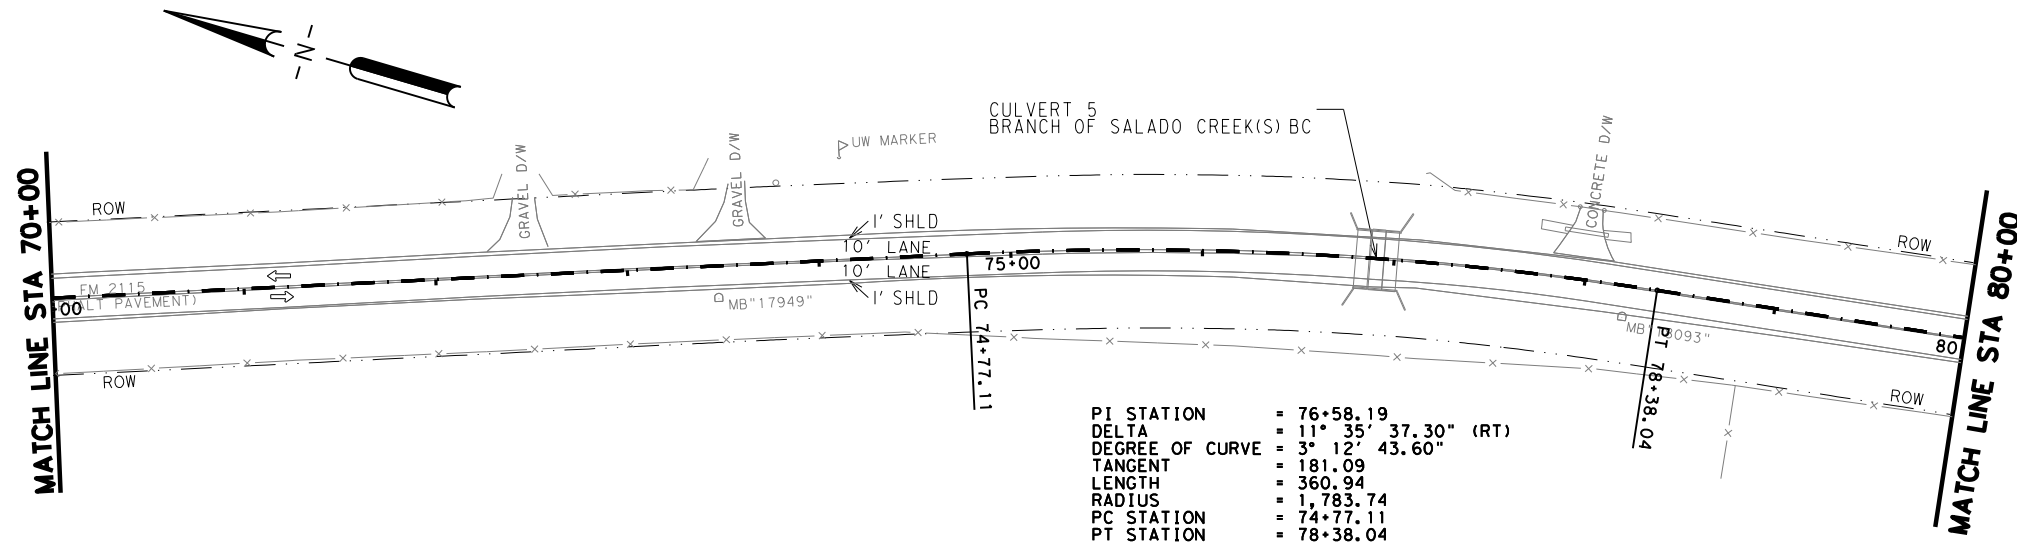 -N-
CULVERT 5
BRANCH OF SALADO CREEK(S) BC
UW MARKER
GRAVEL D/W
GRAVEL D/W
CONCRETE D/W
MATCH LINE STA 70+00
ROW
1' SHLD
10' LANE
10' LANE
1' SHLD
75+00
FM 2115
PAVEMENT)
+00
MB"17949"
ROW
PC 74+77.11
PT 78+38.04
ROW
80
ROW
MATCH LINE STA 80+00
PI STATION = 76+58.19
DELTA = 11° 35' 37.30" (RT)
DEGREE OF CURVE = 3° 12' 43.60"
TANGENT = 181.09
LENGTH = 360.94
RADIUS = 1,783.74
PC STATION = 74+77.11
PT STATION = 78+38.04